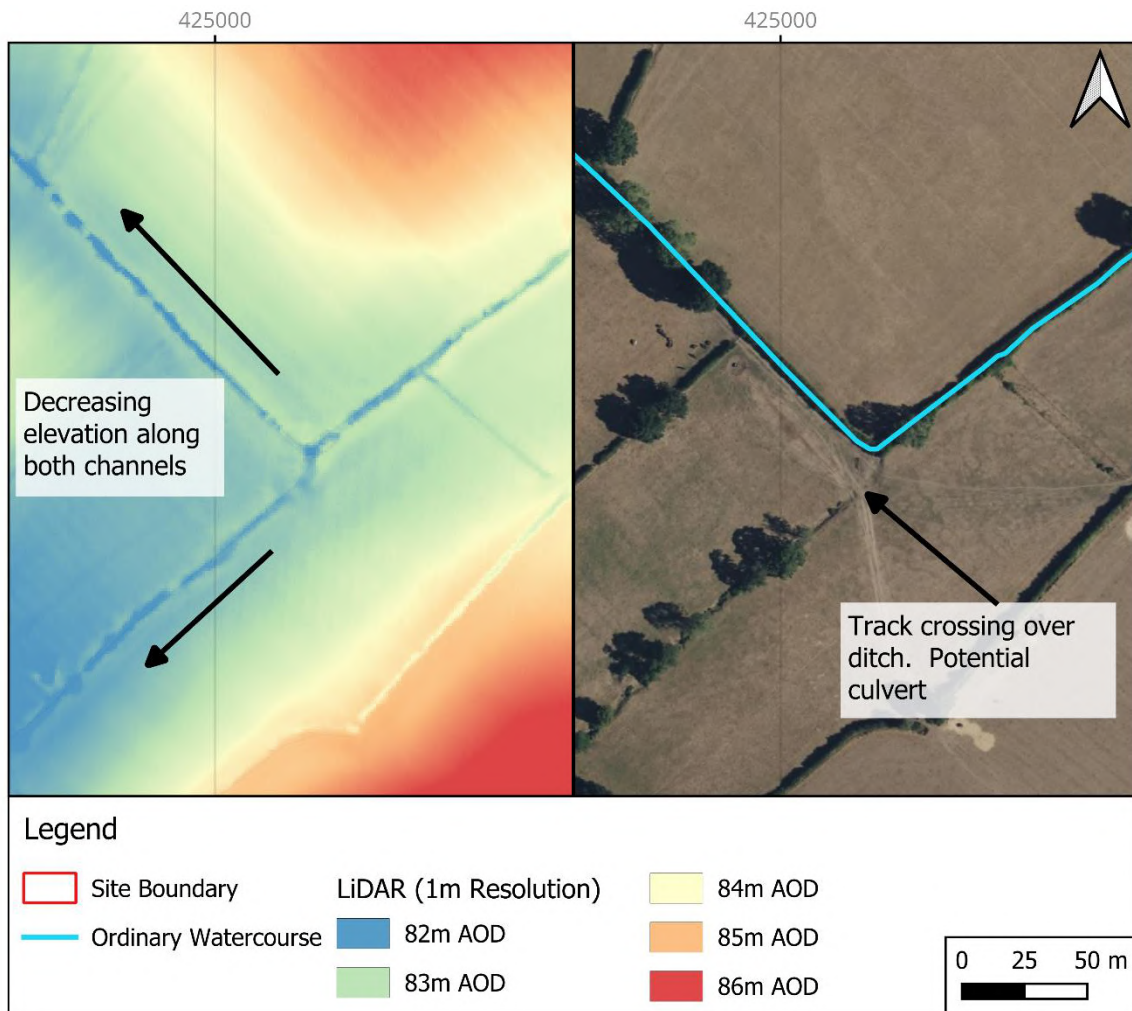 425000
425000
Decreasing
elevation along
both channels
Track crossing over
ditch. Potential
culvert
Legend
Site Boundary
Ordinary Watercourse
LiDAR (1m Resolution)
82m AOD
83m AOD
84m AOD
85m AOD
86m AOD
0 25 50 m